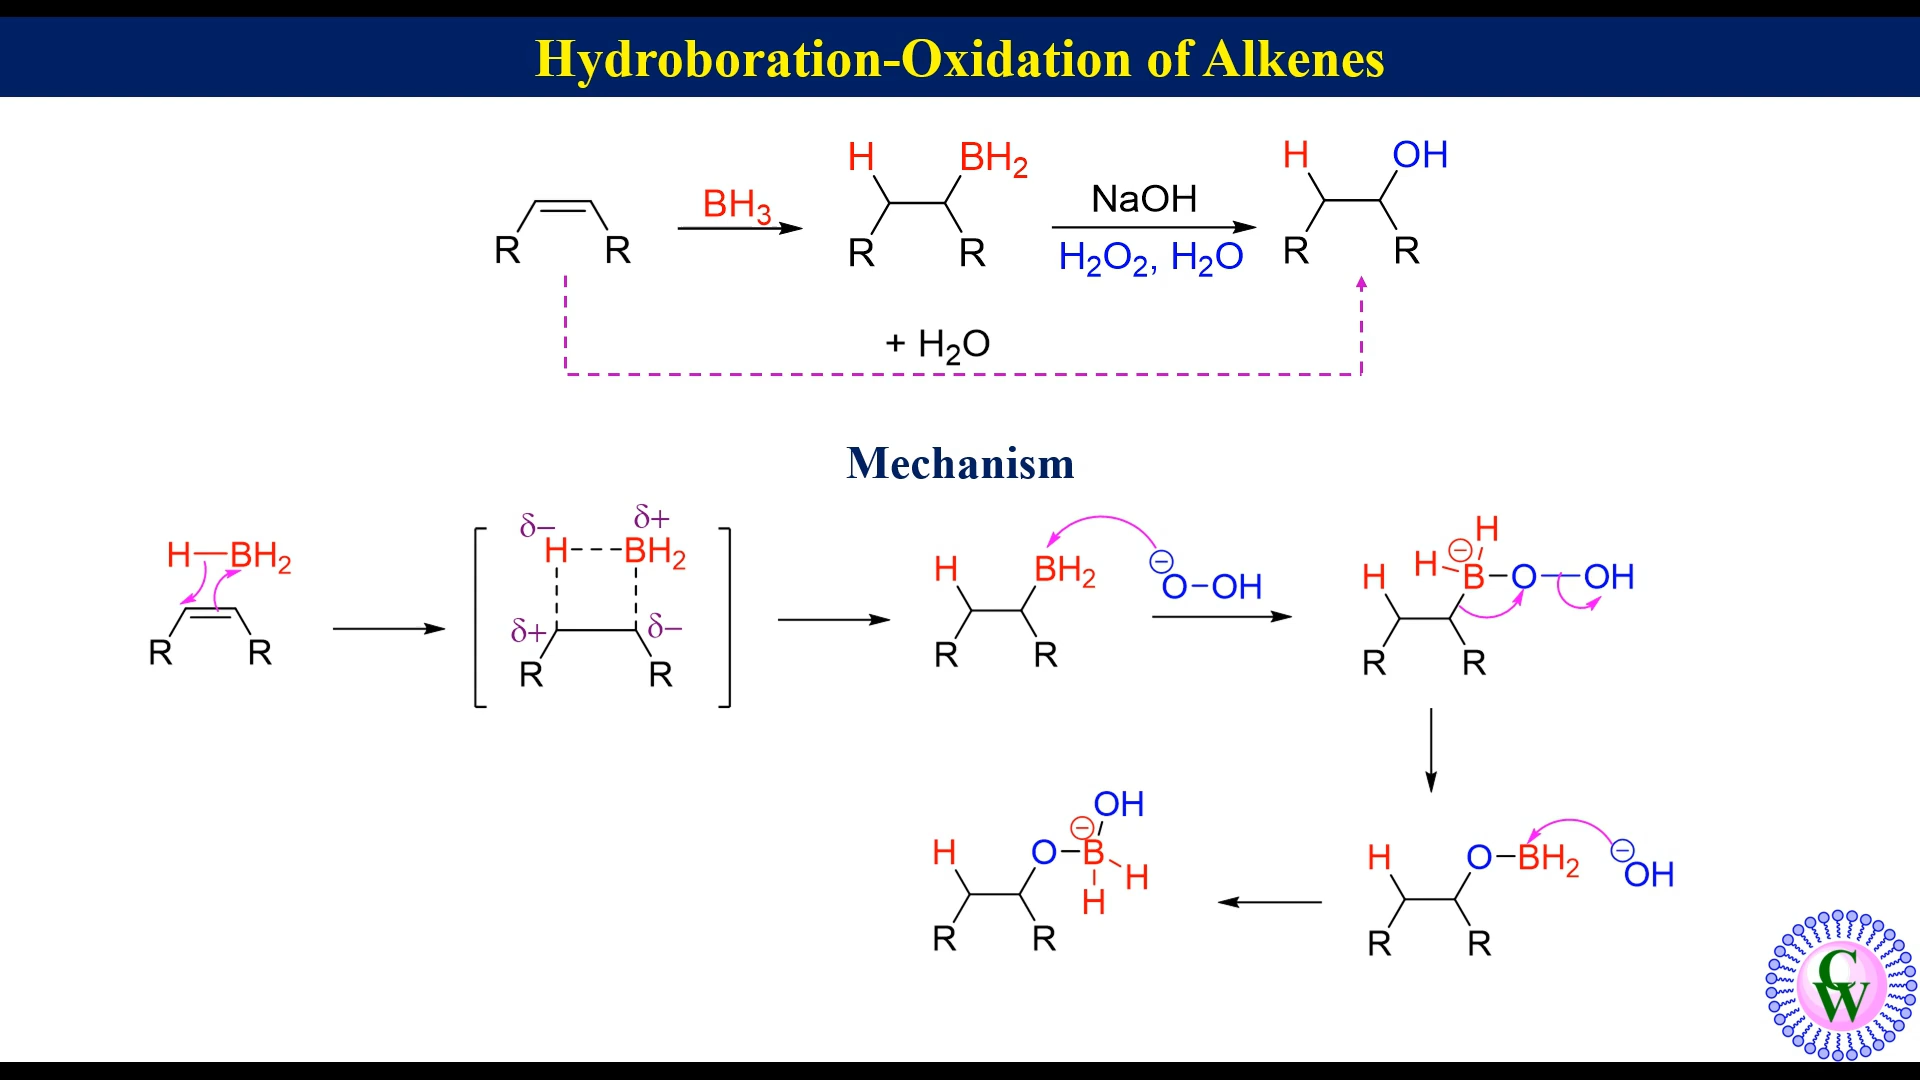 Hydroboration-Oxidation of Alkenes
H BH₂ H OH
BH₃ NaOH
R R R R H₂O₂, H₂O R R
+ H₂O
Mechanism
δ− δ+ H
H BH₂ H BH₂ H BH₂ ⊖ O–OH H H ⊖ B–O OH
δ+ δ−
R R R R R R R R
OH
H O–B ⊖ H H H O–BH₂ ⊖ OH
R R R R
CW